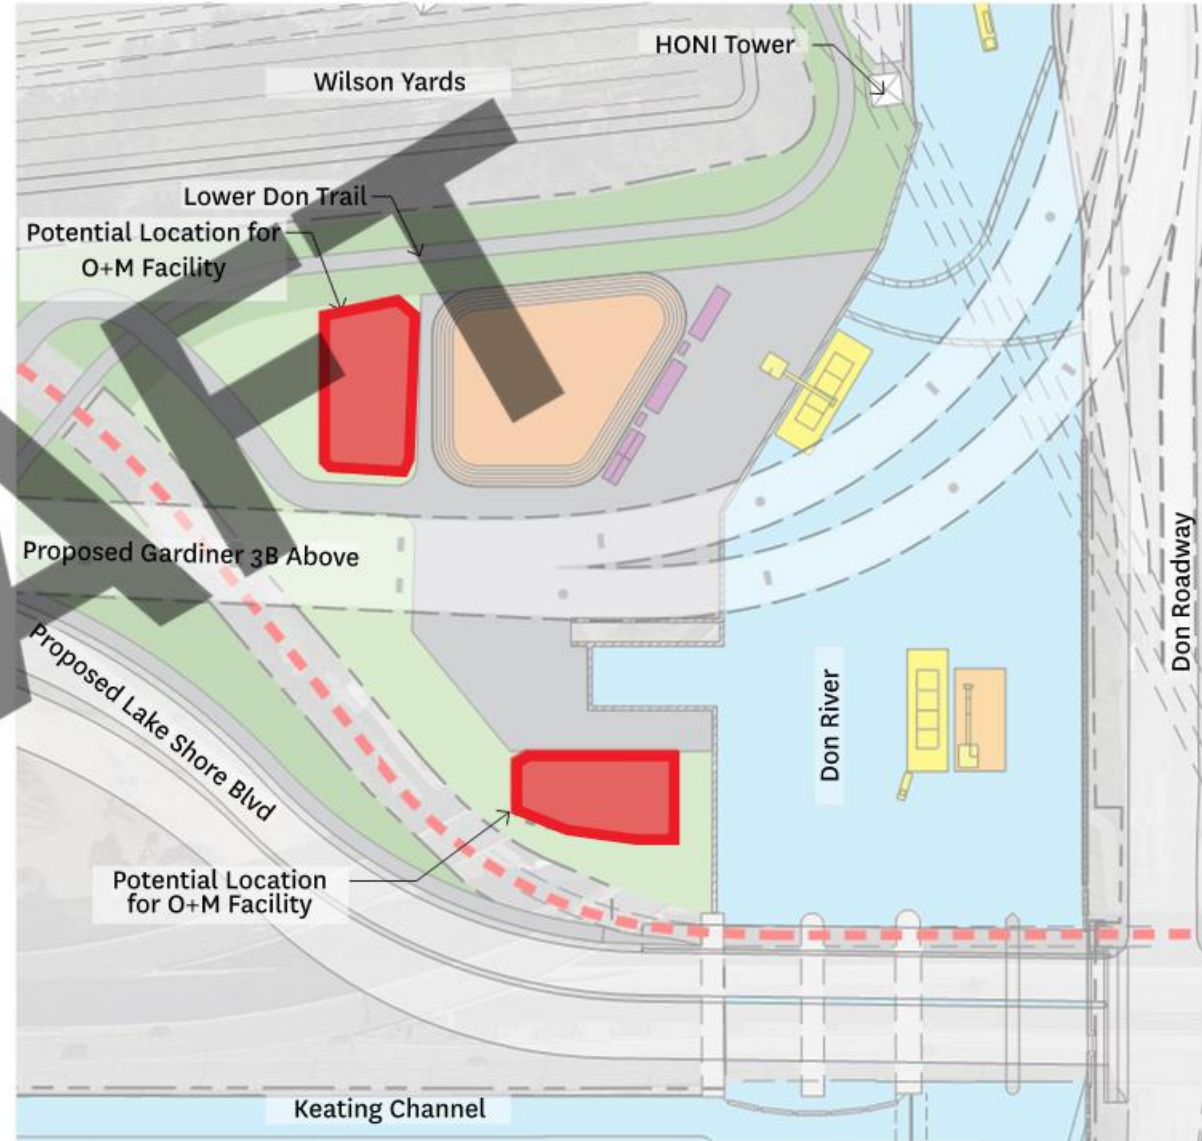 HONI Tower
Wilson Yards
Lower Don Trail
Potential Location for
O+M Facility
Proposed Gardiner 3B Above
Proposed Lake Shore Blvd
Don River
Don Roadway
Potential Location
for O+M Facility
Keating Channel